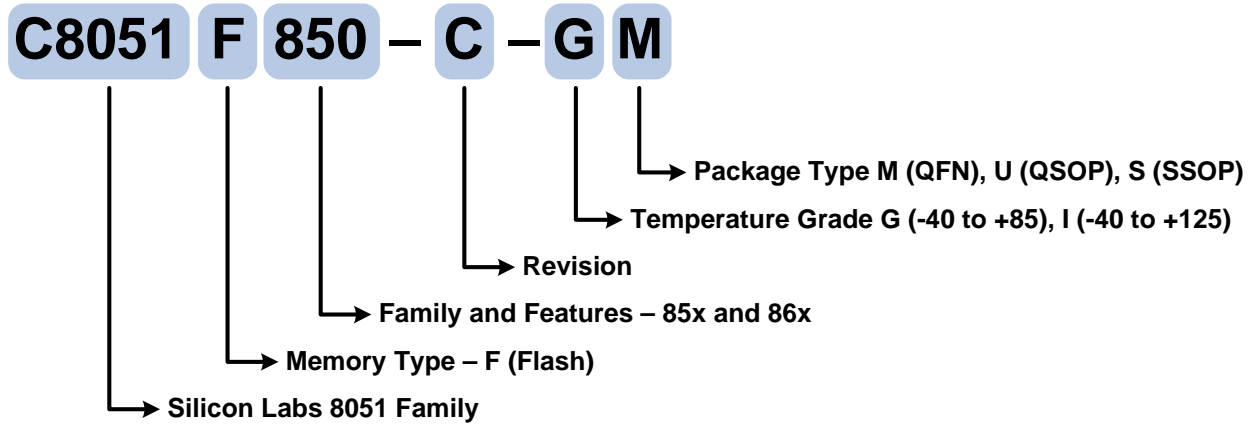 C8051 F 850 – C – G M
Package Type M (QFN), U (QSOP), S (SSOP)
Temperature Grade G (-40 to +85), I (-40 to +125)
Revision
Family and Features – 85x and 86x
Memory Type – F (Flash)
Silicon Labs 8051 Family